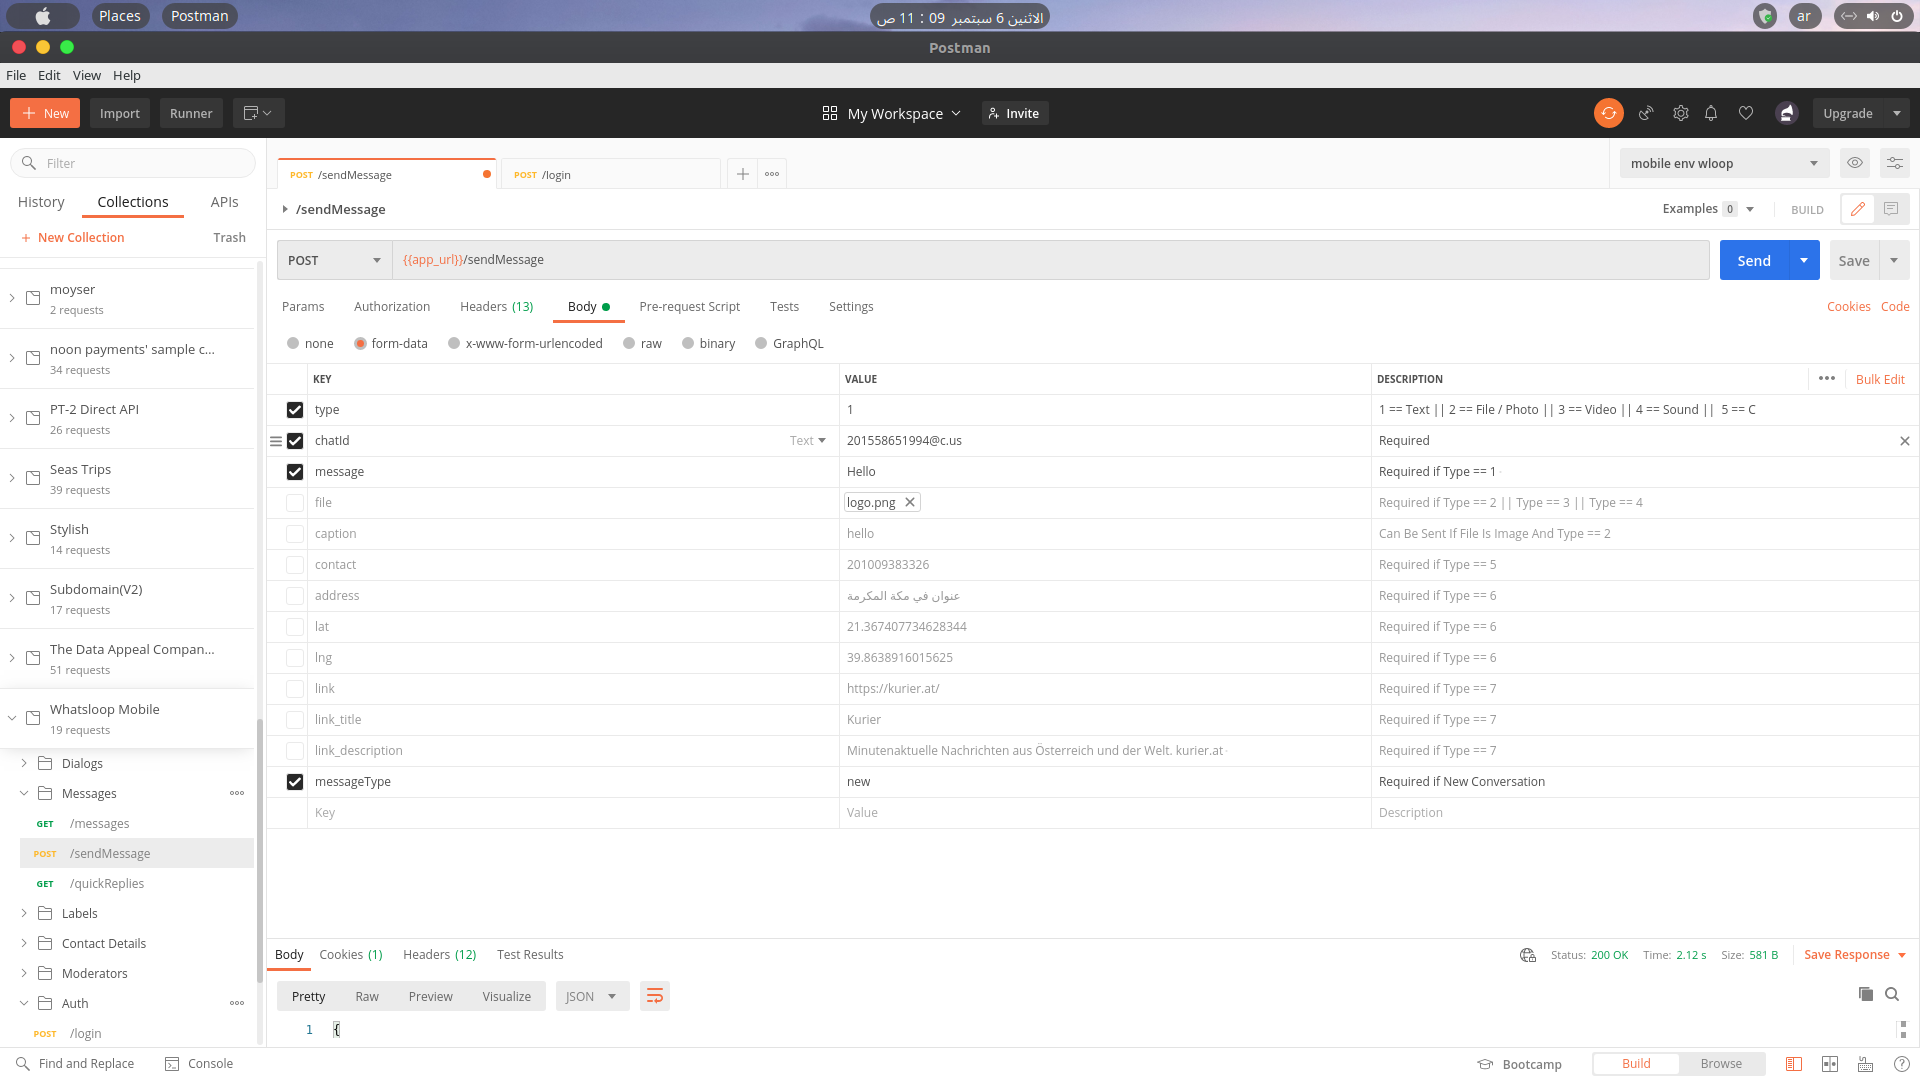 Places
Postman
الاثنين 6 سبتمبر 09 : 11 ص
ar
Postman
File Edit View Help
New
Import
Runner
My Workspace
Invite
Upgrade
Filter
POST /sendMessage
POST /login
mobile env wloop
History Collections APIs
New Collection
Trash
/sendMessage
Examples 0
BUILD
POST
{{app_url}}/sendMessage
Send
Save
Params Authorization Headers (13) Body Pre-request Script Tests Settings
Cookies Code
none form-data x-www-form-urlencoded raw binary GraphQL
KEY VALUE DESCRIPTION
Bulk Edit
type 1 1 == Text || 2 == File / Photo || 3 == Video || 4 == Sound || 5 == C
chatId Text 201558651994@c.us Required
message Hello Required if Type == 1
file logo.png Required if Type == 2 || Type == 3 || Type == 4
caption hello Can Be Sent If File Is Image And Type == 2
contact 201009383326 Required if Type == 5
address عنوان في مكة المكرمة Required if Type == 6
lat 21.367407734628344 Required if Type == 6
lng 39.8638916015625 Required if Type == 6
link https://kurier.at/ Required if Type == 7
link_title Kurier Required if Type == 7
link_description Minutenaktuelle Nachrichten aus Österreich und der Welt. kurier.at Required if Type == 7
messageType new Required if New Conversation
Key Value Description
moyser
2 requests
noon payments' sample c...
34 requests
PT-2 Direct API
26 requests
Seas Trips
39 requests
Stylish
14 requests
Subdomain(V2)
17 requests
The Data Appeal Compan...
51 requests
Whatsloop Mobile
19 requests
Dialogs
Messages
GET /messages
POST /sendMessage
GET /quickReplies
Labels
Contact Details
Moderators
Auth
POST /login
Body Cookies (1) Headers (12) Test Results
Status: 200 OK Time: 2.12 s Size: 581 B
Save Response
Pretty Raw Preview Visualize JSON
1 {
Find and Replace
Console
Bootcamp
Build
Browse